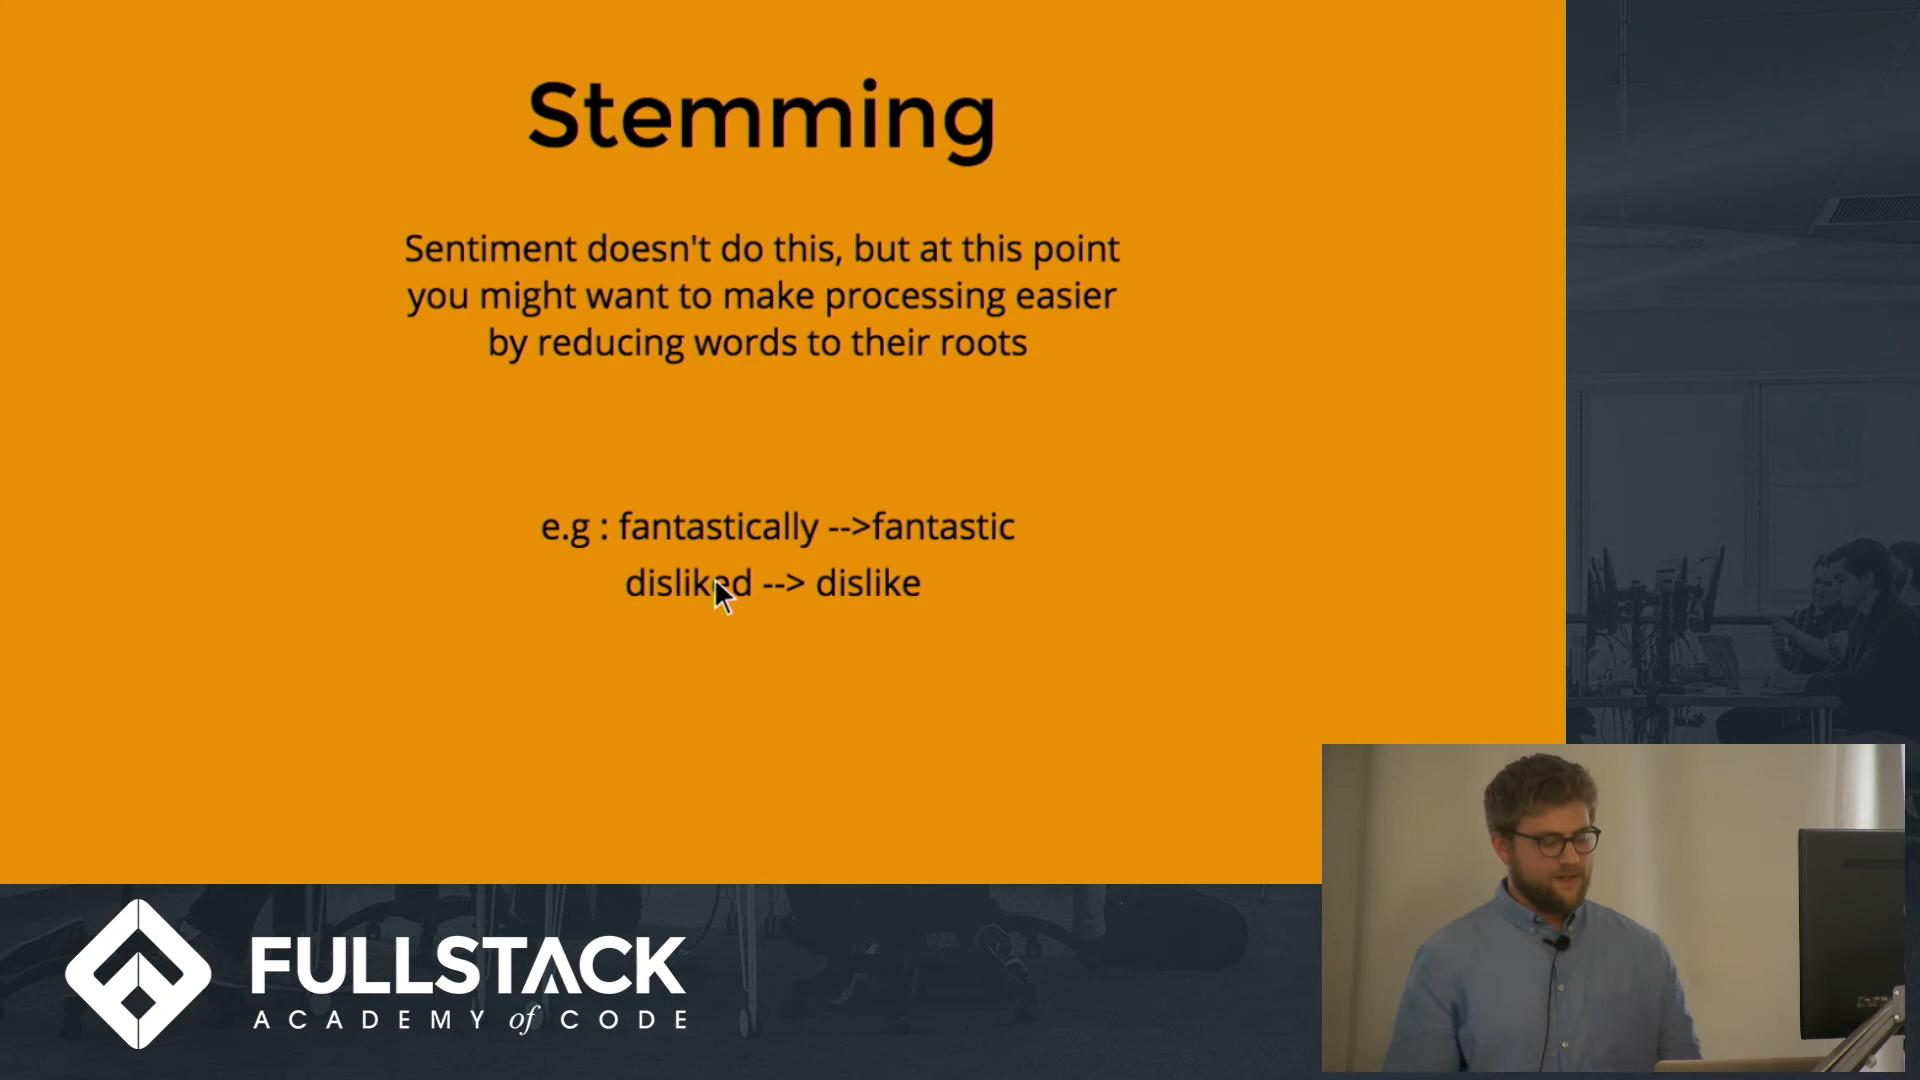 Stemming
Sentiment doesn't do this, but at this point
you might want to make processing easier
by reducing words to their roots
e.g : fantastically -->fantastic
disliked --> dislike
FULLSTACK
ACADEMY of CODE